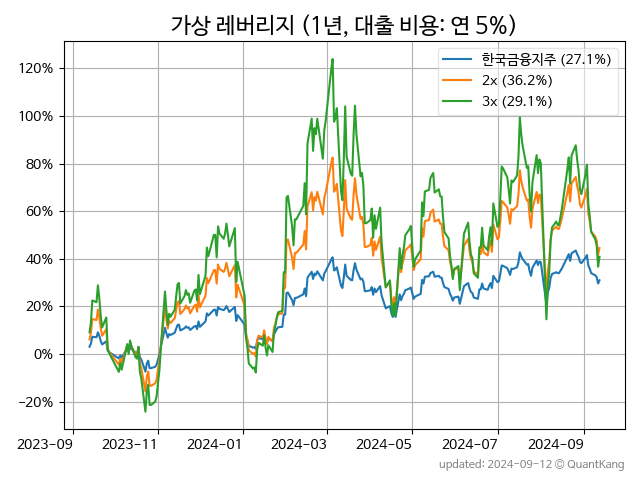 가상 레버리지 (1년, 대출 비용: 연 5%)
한국금융지주 (27.1%)
2x (36.2%)
3x (29.1%)
120%
100%
80%
60%
40%
20%
0%
−20%
2023-09 2023-11 2024-01 2024-03 2024-05 2024-07 2024-09
updated: 2024-09-12 © QuantKang